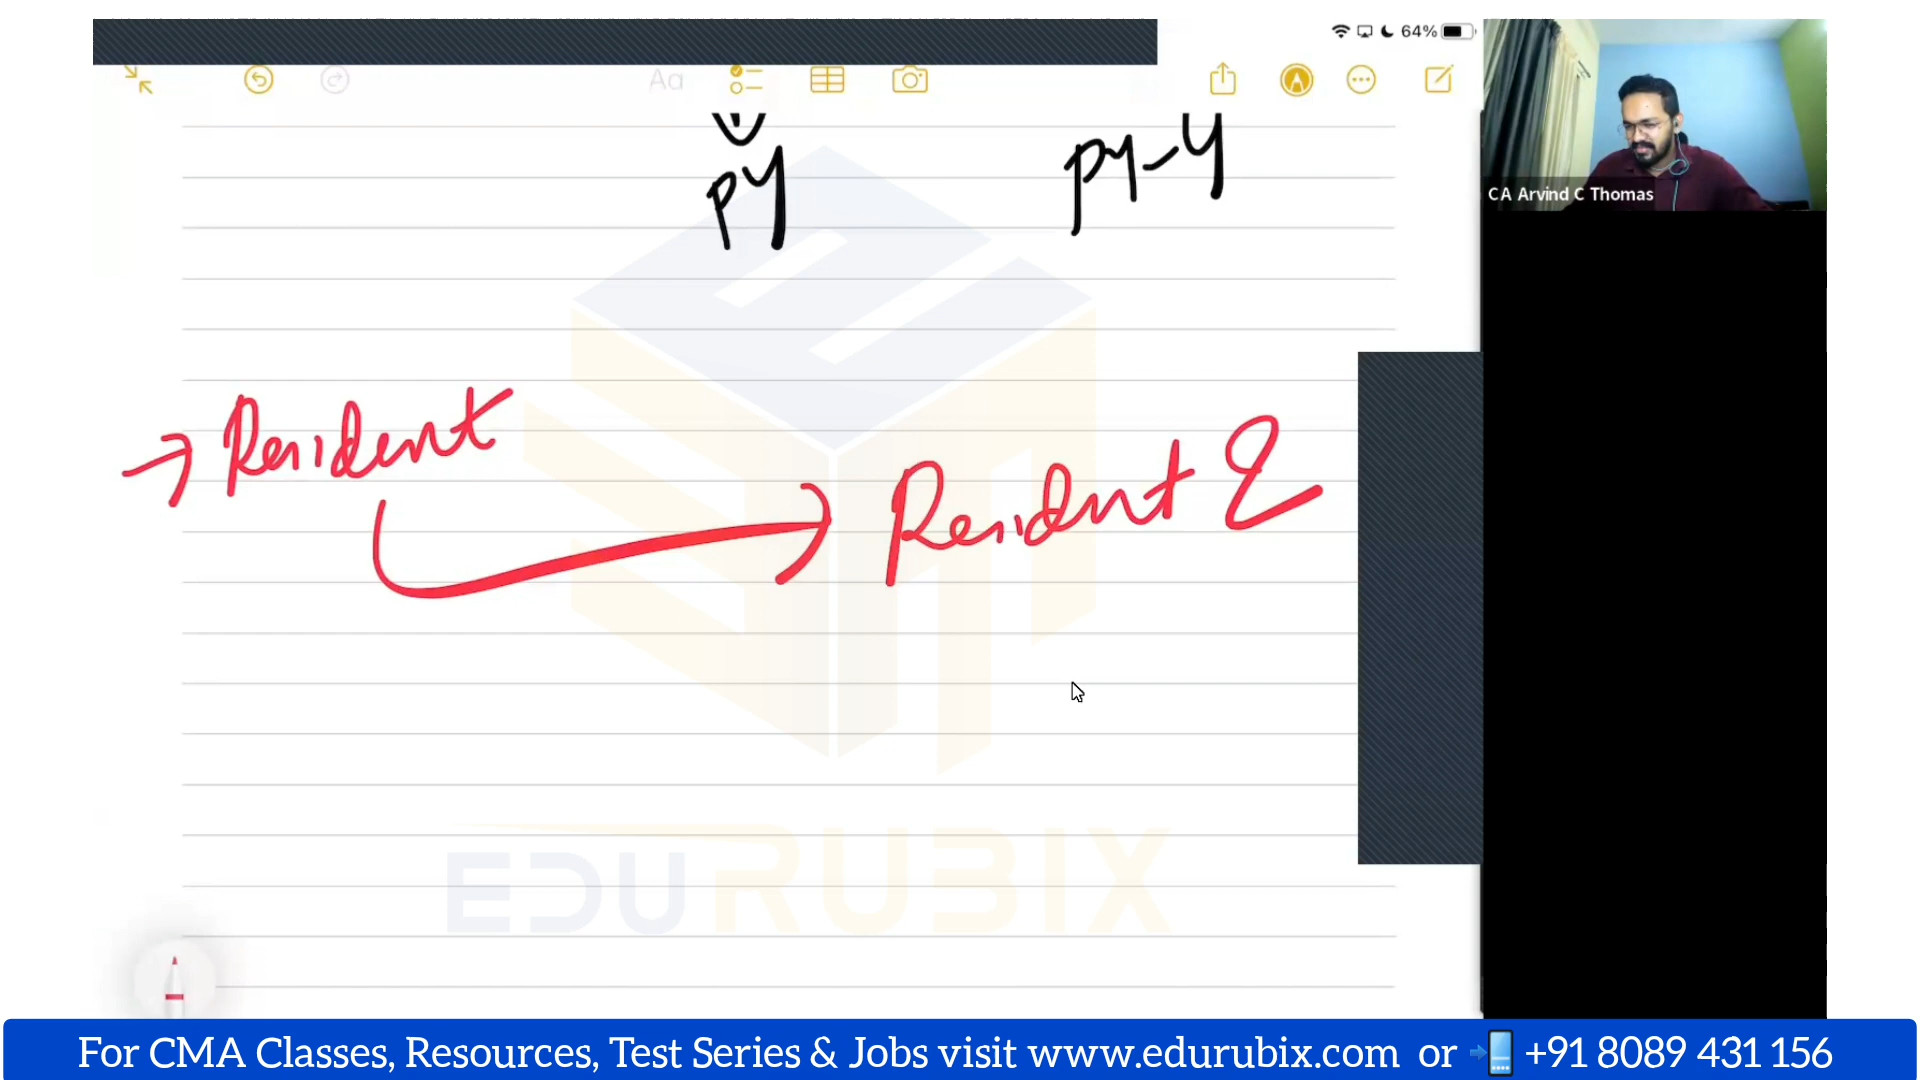 64%
Aa
PY
PY-4
CA Arvind C Thomas
→ Resident
→ Resident &
EDURUBIX
For CMA Classes, Resources, Test Series & Jobs visit www.edurubix.com or +91 8089 431 156